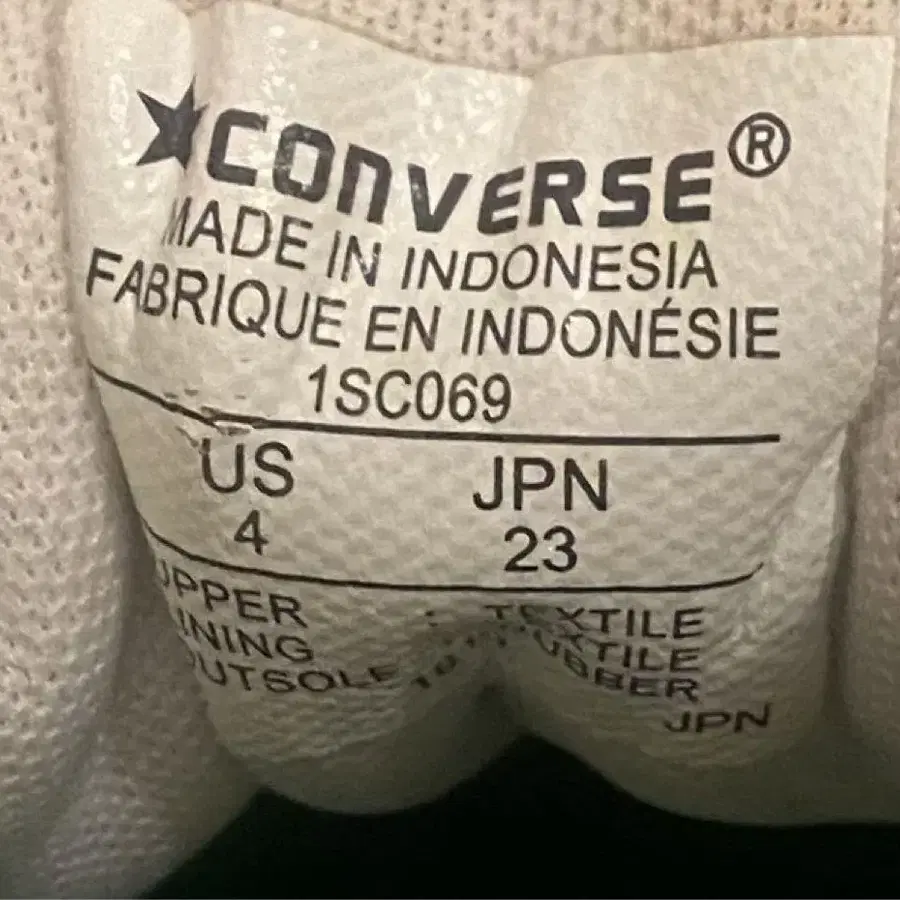 ★CONVERSE®
MADE IN INDONESIA
FABRIQUE EN INDONÉSIE
1SC069
US JPN
4 23
UPPER : TEXTILE
LINING TEXTILE
OUTSOLE RUBBER
JPN